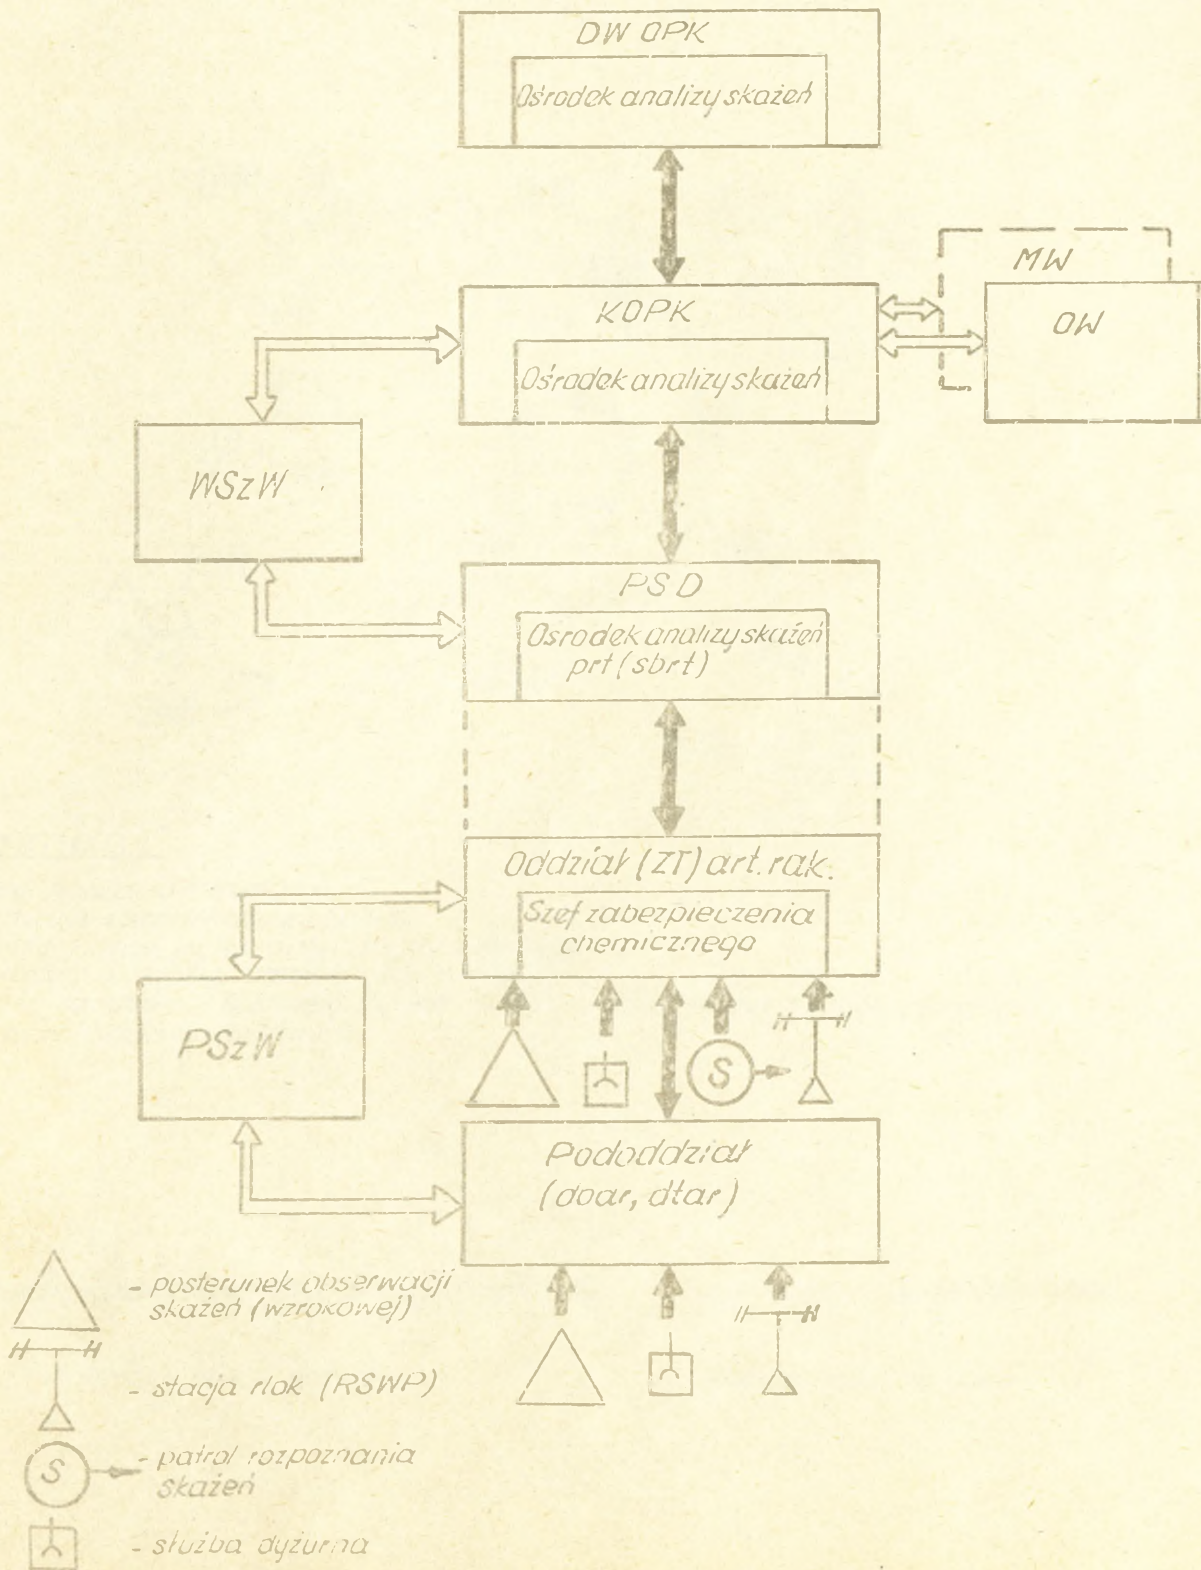 DW OPK
Ośrodek analizy skażeń
MW
OW
KOPK
Ośrodek analizy skażeń
WSzW
PSD
Osrodek analizy skażeń
prt (sbrt)
Oddział (ZT) art. rak.
Szef zabezpieczenia
chemicznego
PSzW
S
Pododdział
(doar, dtar)
- posterunek obserwacji
skażeń (wzrokowej)
- stacja rlok (RSWP)
S
- patrol rozpoznania
skażeń
- służba dyżurna